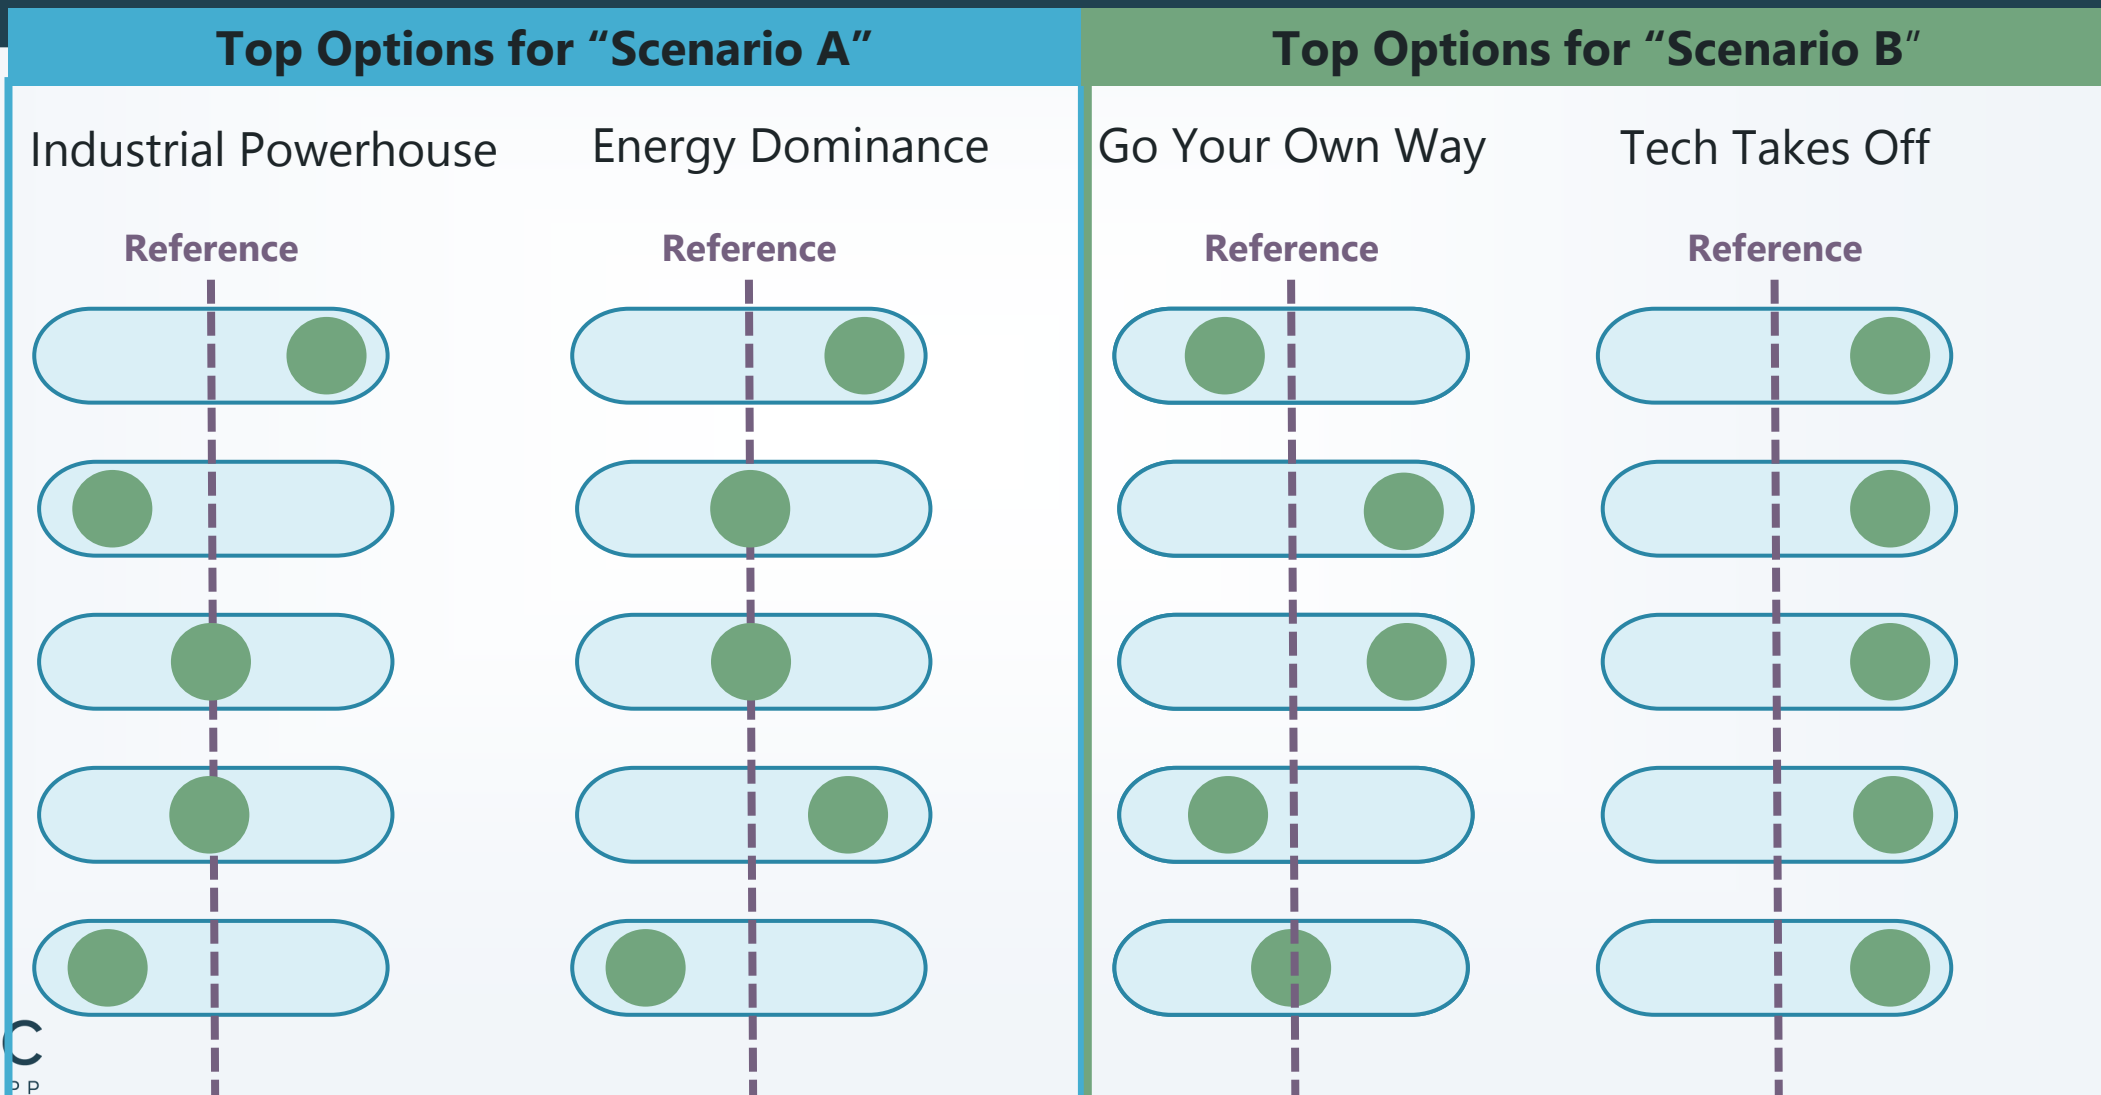 Top Options for “Scenario A”
Top Options for “Scenario B”
Industrial Powerhouse
Energy Dominance
Go Your Own Way
Tech Takes Off
Reference
Reference
Reference
Reference
C
PP